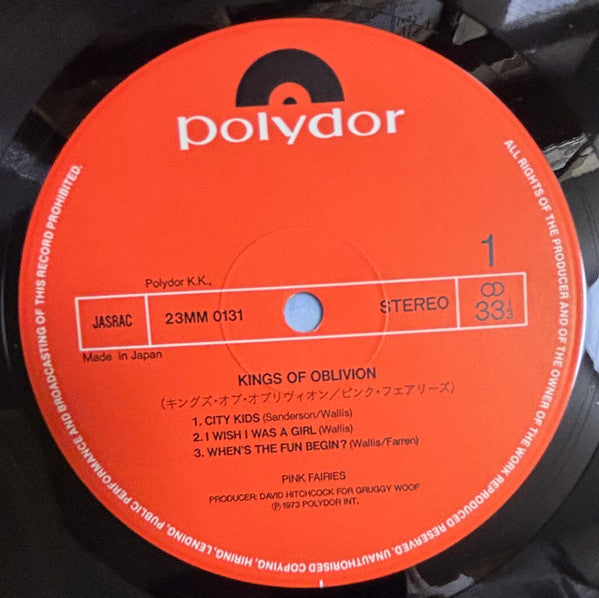 polydor
1
Polydor K.K.,
JASRAC
23MM 0131
STEREO
33 1/3
Made in Japan
KINGS OF OBLIVION
(キングズ・オブ・オブリヴィオン/ピンク・フェアリーズ)
1. CITY KIDS (Sanderson/Wallis)
2. I WISH I WAS A GIRL (Wallis)
3. WHEN'S THE FUN BEGIN? (Wallis/Farren)
PINK FAIRIES
PRODUCER: DAVID HITCHCOCK FOR GRUGGY WOOF
℗ 1973 POLYDOR INT.
ALL RIGHTS OF THE PRODUCER AND OF THE OWNER OF THE WORK REPRODUCED RESERVED. UNAUTHORISED COPYING, HIRING, LENDING, PUBLIC PERFORMANCE AND BROADCASTING OF THIS RECORD PROHIBITED.